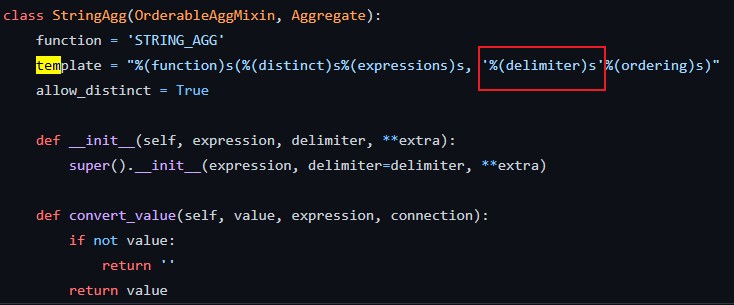 class StringAgg(OrderableAggMixin, Aggregate):
    function = 'STRING_AGG'
    template = "%(function)s(%(distinct)s%(expressions)s, '%(delimiter)s'%(ordering)s)"
    allow_distinct = True

    def __init__(self, expression, delimiter, **extra):
        super().__init__(expression, delimiter=delimiter, **extra)

    def convert_value(self, value, expression, connection):
        if not value:
            return ''
        return value